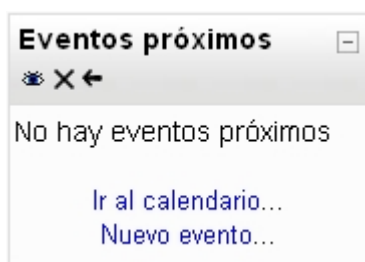 Eventos próximos
No hay eventos próximos
Ir al calendario...
Nuevo evento...